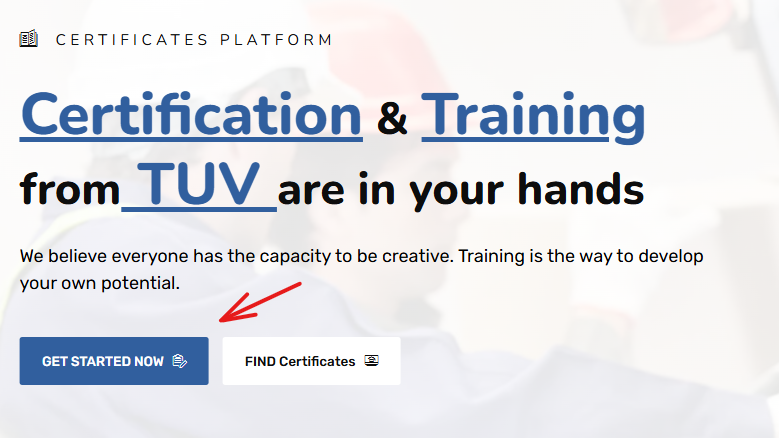 CERTIFICATES PLATFORM
Certification & Training
from TUV are in your hands
We believe everyone has the capacity to be creative. Training is the way to develop
your own potential.
GET STARTED NOW
FIND Certificates